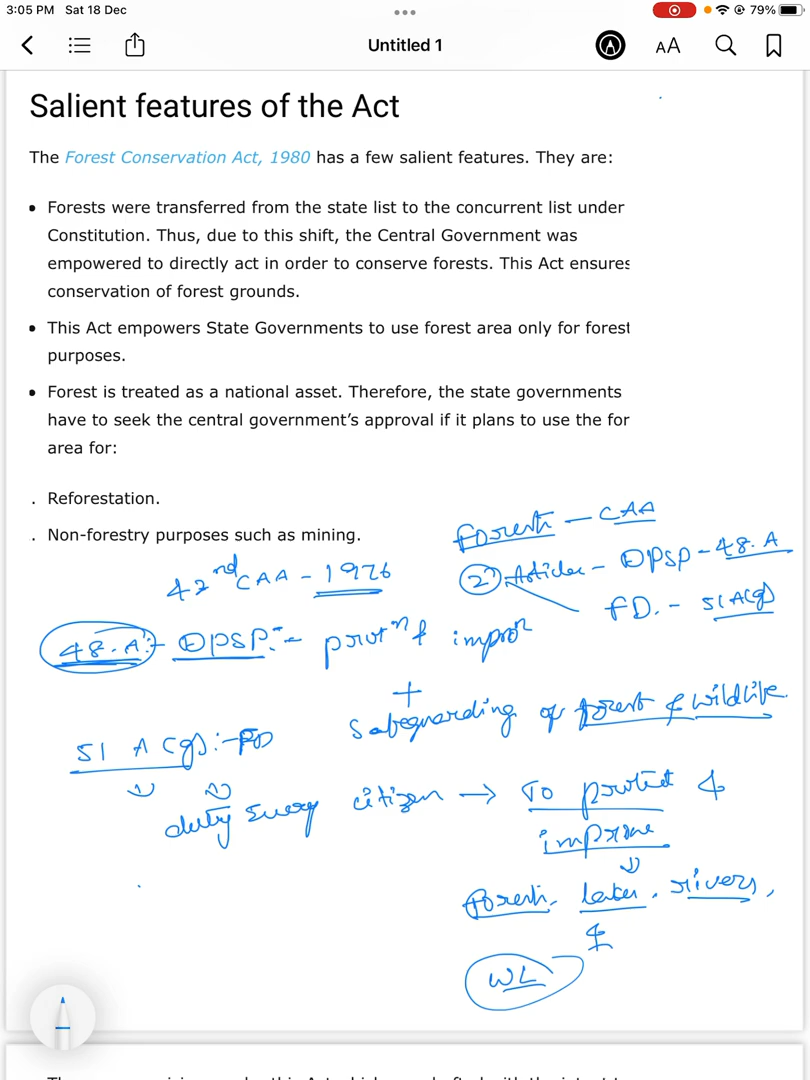 3:05 PM Sat 18 Dec 79%
Untitled 1
AA
Salient features of the Act
The Forest Conservation Act, 1980 has a few salient features. They are:
• Forests were transferred from the state list to the concurrent list under
Constitution. Thus, due to this shift, the Central Government was
empowered to directly act in order to conserve forests. This Act ensures
conservation of forest grounds.
• This Act empowers State Governments to use forest area only for forest
purposes.
• Forest is treated as a national asset. Therefore, the state governments
have to seek the central government's approval if it plans to use the for
area for:
. Reforestation.
. Non-forestry purposes such as mining.
Forests - CAA
42nd CAA - 1976
2 Articles - DPSP - 48.A
FD. - 51A(g)
48.A :- DPSP :- protn & impron
+
Safeguarding of forest & wildlife.
51 A (g) :- FD
duty every citizen → To protect &
improve
forests, lakes, rivers,
&
WL